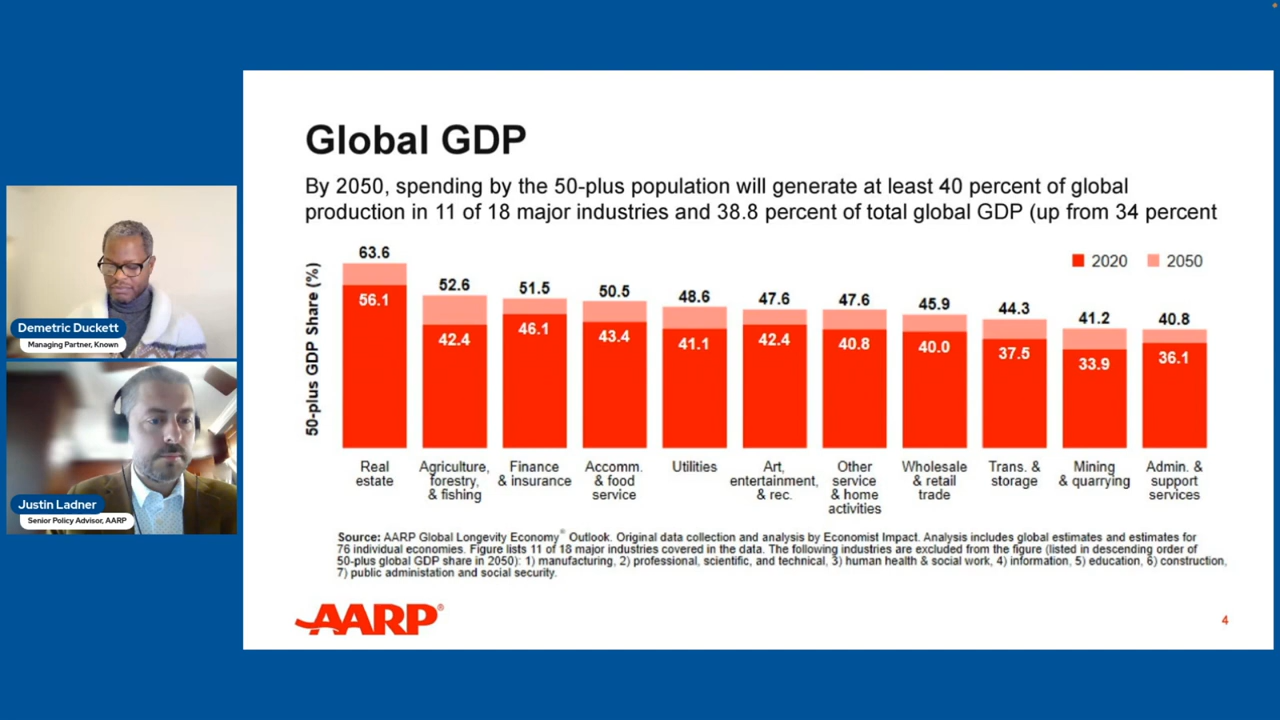 Global GDP
By 2050, spending by the 50-plus population will generate at least 40 percent of global
production in 11 of 18 major industries and 38.8 percent of total global GDP (up from 34 percent
2020 2050
50-plus GDP Share (%)
63.6 52.6 51.5 50.5 48.6 47.6 47.6 45.9 44.3 41.2 40.8
56.1 42.4 46.1 43.4 41.1 42.4 40.8 40.0 37.5 33.9 36.1
Real
estate
Agriculture,
forestry,
& fishing
Finance
& insurance
Accomm.
& food
service
Utilities
Art,
entertainment,
& rec.
Other
service
& home
activities
Wholesale
& retail
trade
Trans. &
storage
Mining
& quarrying
Admin. &
support
services
Source: AARP Global Longevity Economy® Outlook. Original data collection and analysis by Economist Impact. Analysis includes global estimates and estimates for
76 individual economies. Figure lists 11 of 18 major industries covered in the data. The following industries are excluded from the figure (listed in descending order of
50-plus global GDP share in 2050): 1) manufacturing, 2) professional, scientific, and technical, 3) human health & social work, 4) information, 5) education, 6) construction,
7) public administation and social security.
AARP®
4
Demetric Duckett
Managing Partner, Known
Justin Ladner
Senior Policy Advisor, AARP